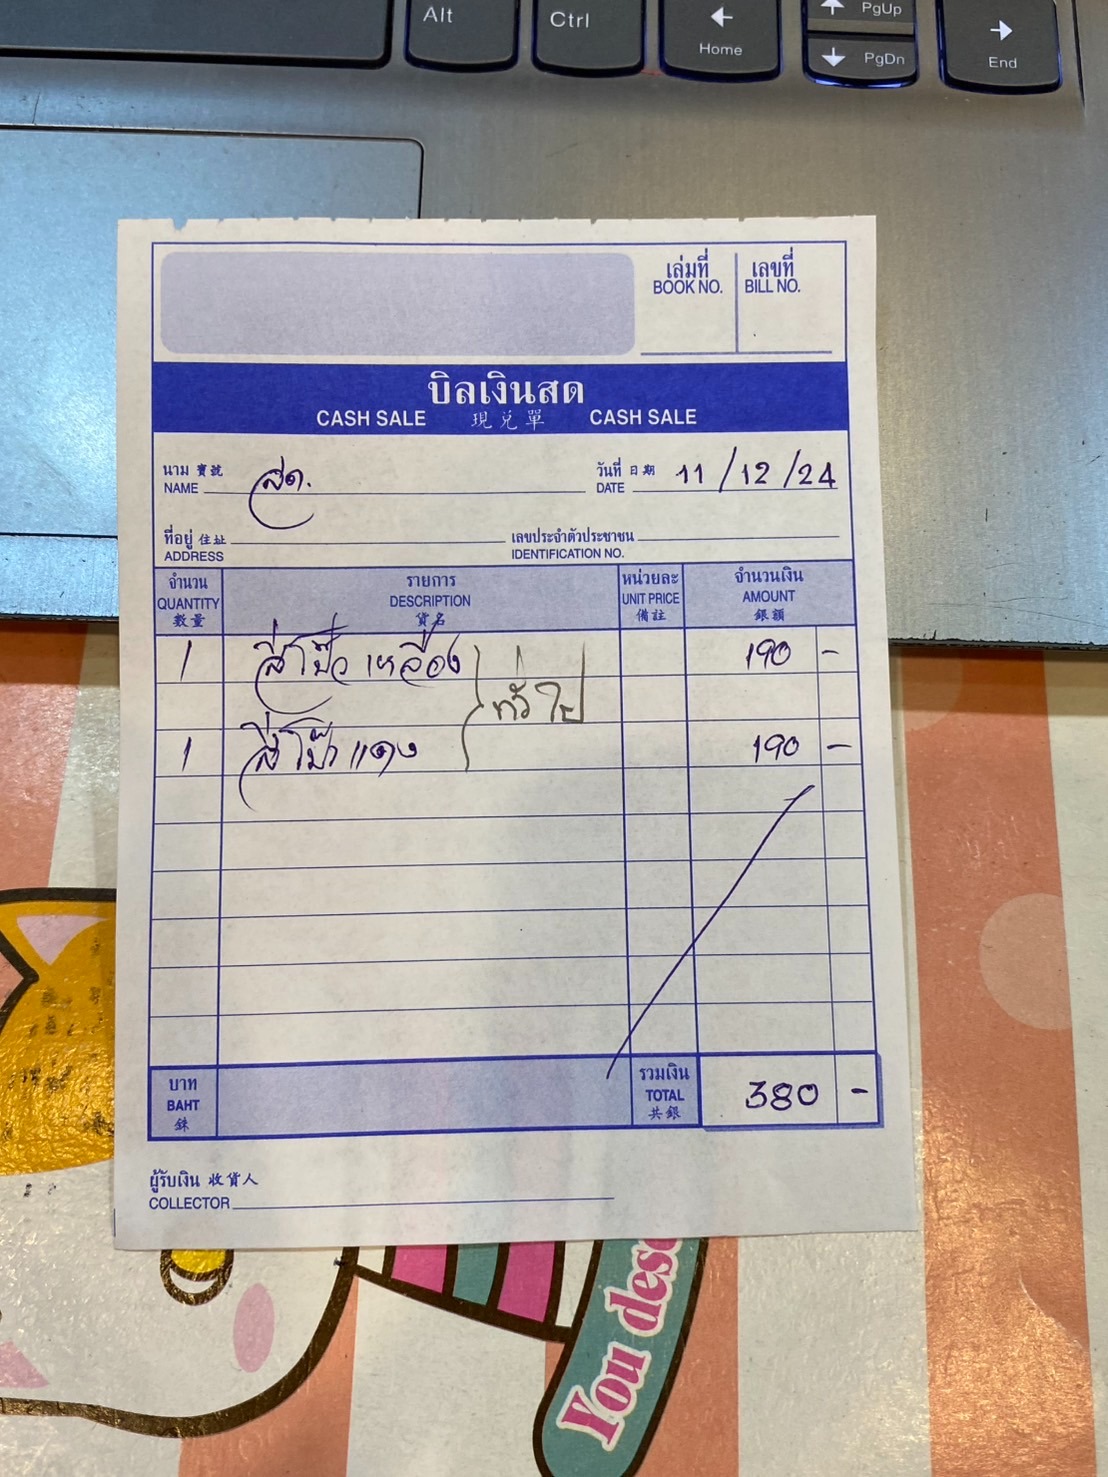 Alt Ctrl Home PgUp PgDn End
เล่มที่ เลขที่
BOOK NO. BILL NO.
บิลเงินสด
CASH SALE 現兌單 CASH SALE
นาม 寶號 สด. วันที่ 日期 11/12/24
NAME DATE
ที่อยู่ 住址 เลขประจำตัวประชาชน
ADDRESS IDENTIFICATION NO.
จำนวน รายการ หน่วยละ จำนวนเงิน
QUANTITY DESCRIPTION UNIT PRICE AMOUNT
數量 貨名 備註 銀額
1 สีโป๊ว เหลือง 190 -
ทั่วไป
1 สีโป๊ว แดง 190 -
บาท รวมเงิน
BAHT TOTAL 380 -
銖 共銀
ผู้รับเงิน 收貨人
COLLECTOR
You dese